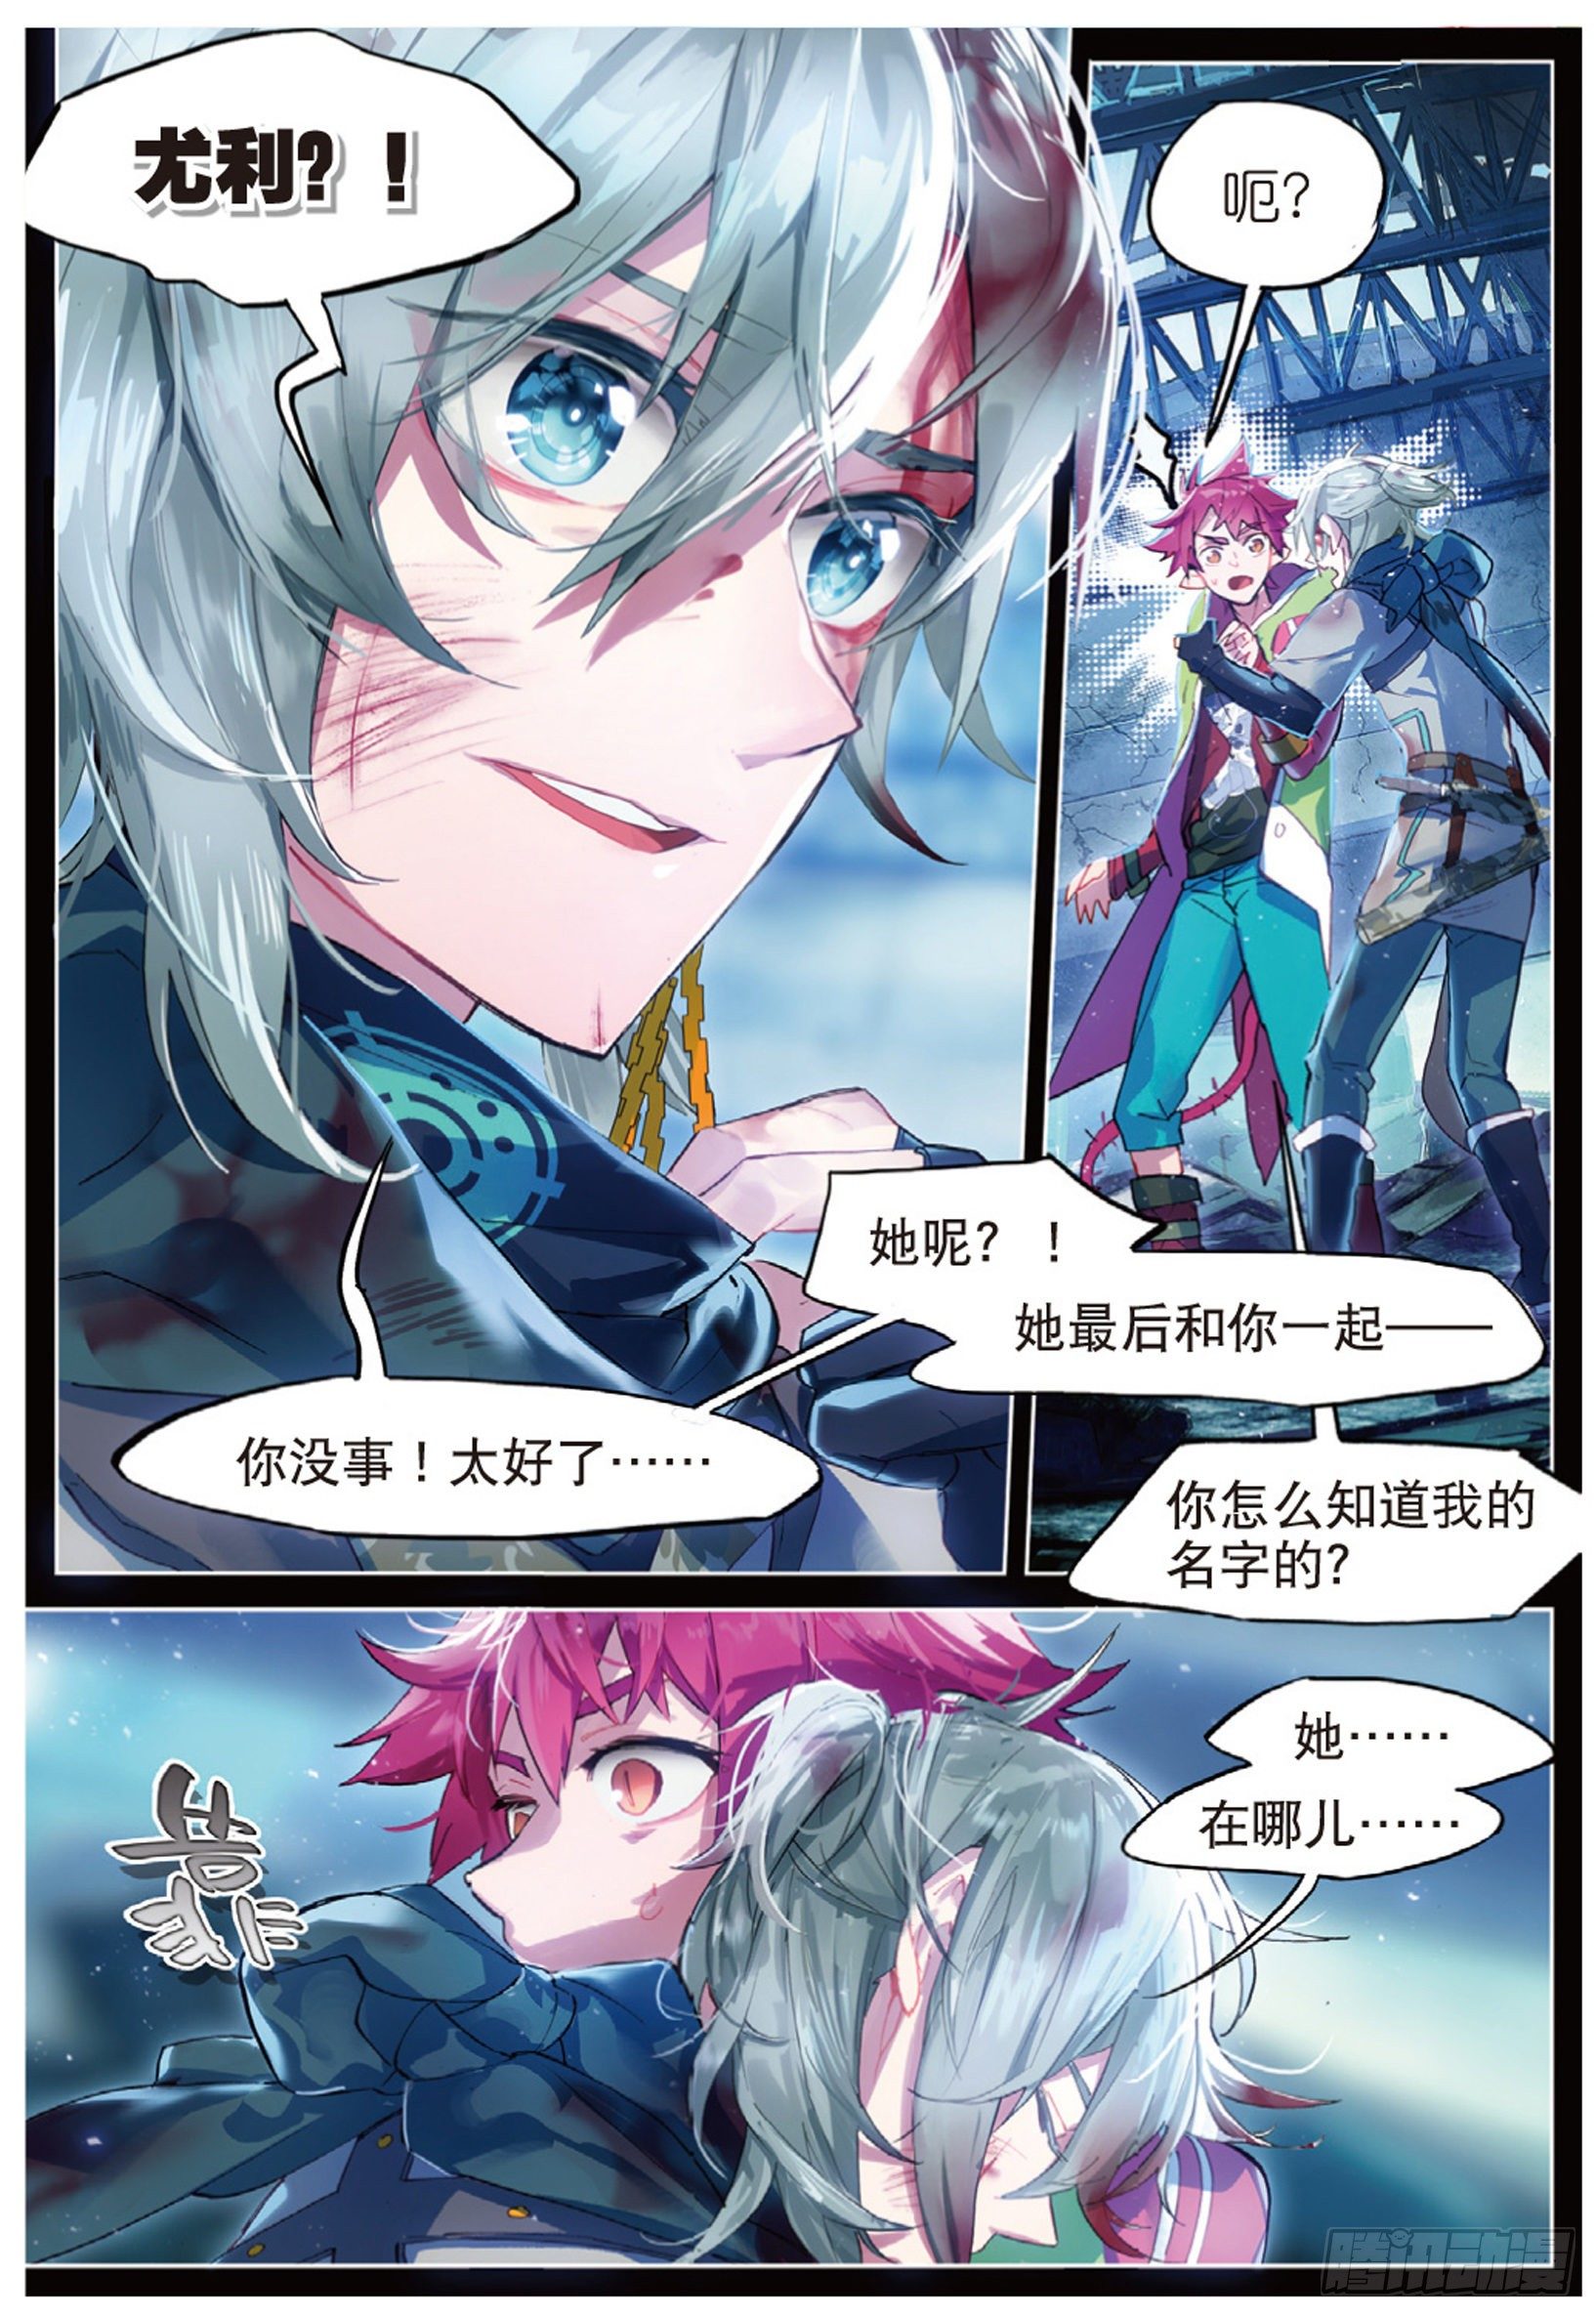 尤利？！
呃？
你没事！太好了……
她呢？！
她最后和你一起——
你怎么知道我的
名字的？
她……
在哪儿……
靠
腾讯动漫